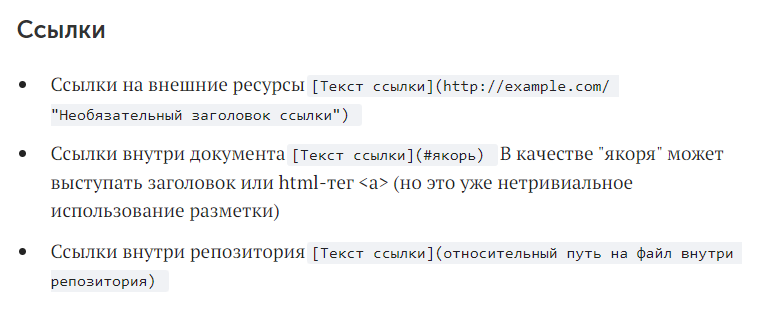 Ссылки
Ссылки на внешние ресурсы [Текст ссылки](http://example.com/
"Необязательный заголовок ссылки")
Ссылки внутри документа [Текст ссылки](#якорь) В качестве "якоря" может
выступать заголовок или html-тег <a> (но это уже нетривиальное
использование разметки)
Ссылки внутри репозитория [Текст ссылки](относительный путь на файл внутри
репозитория)